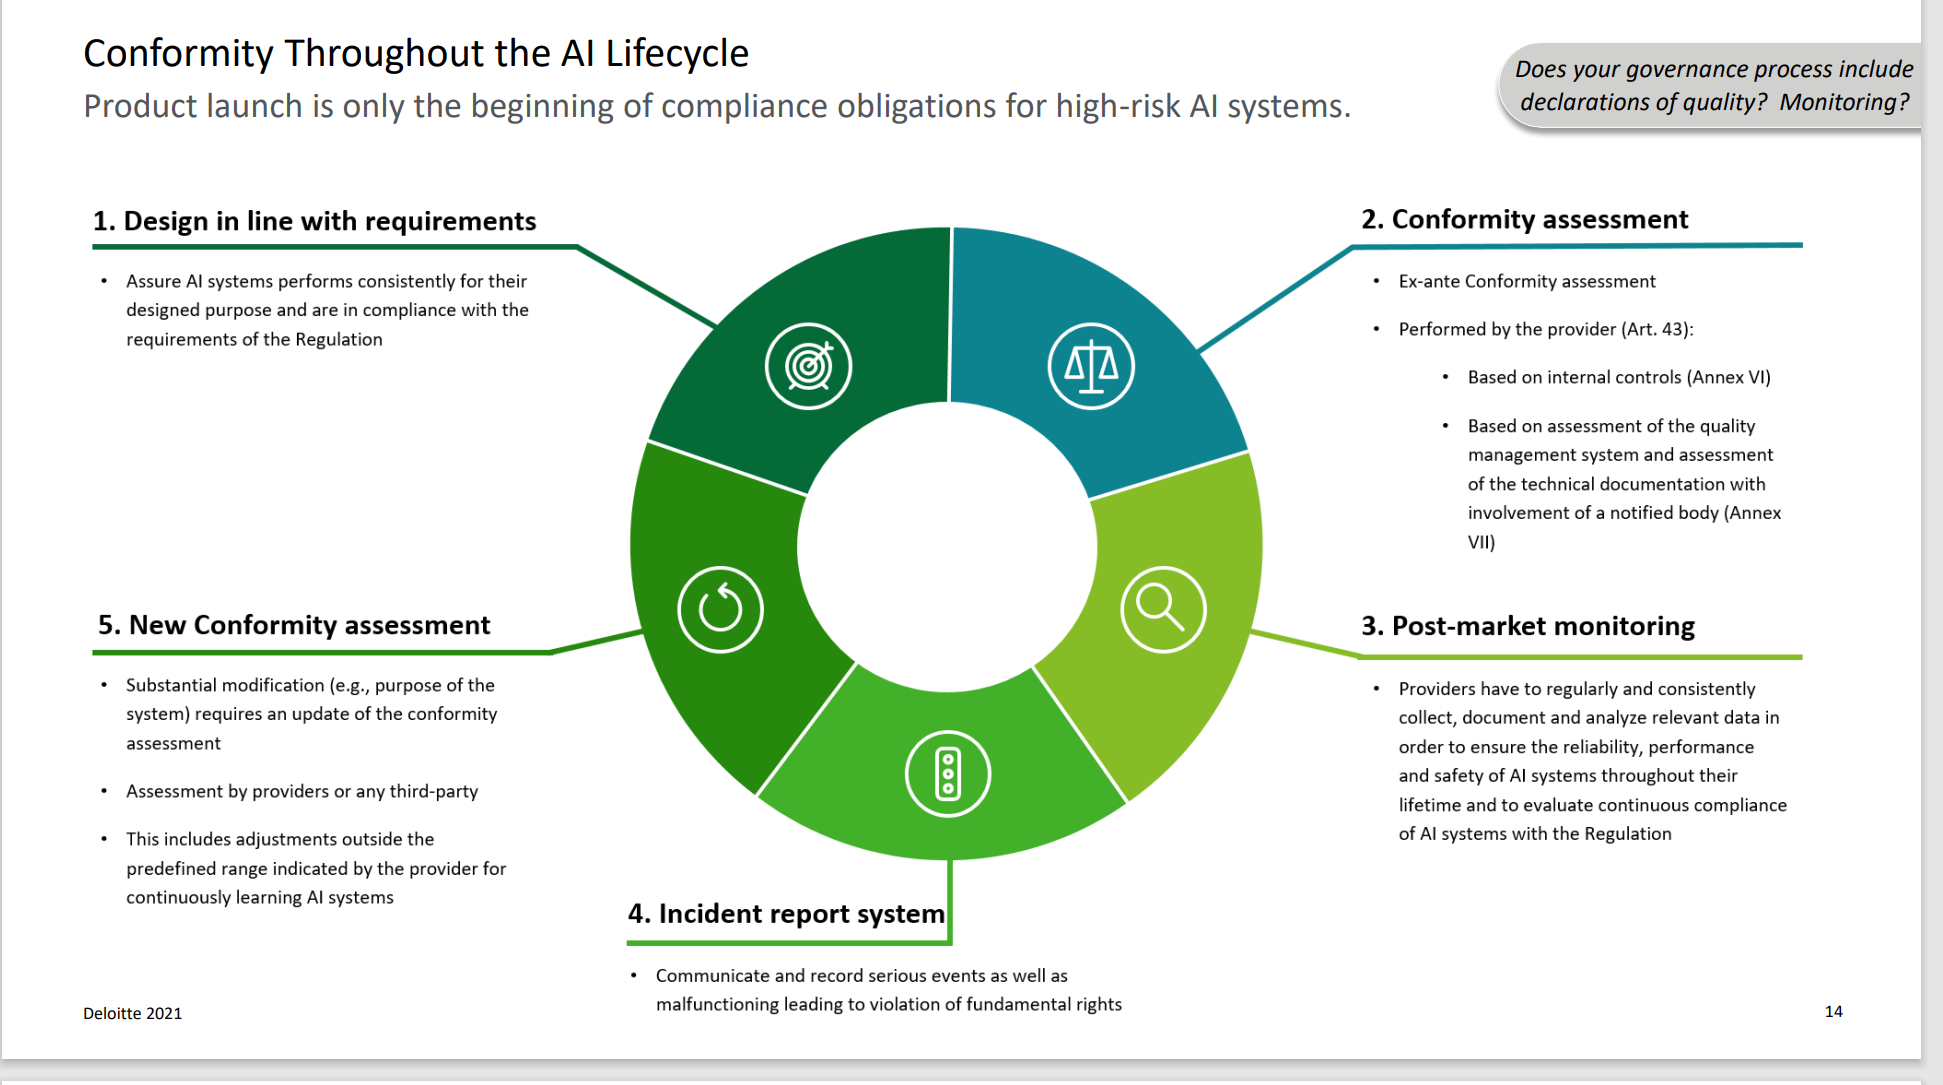 Conformity Throughout the AI Lifecycle
Product launch is only the beginning of compliance obligations for high-risk AI systems.
Does your governance process include
declarations of quality?  Monitoring?
1. Design in line with requirements
• Assure AI systems performs consistently for their
designed purpose and are in compliance with the
requirements of the Regulation
2. Conformity assessment
• Ex-ante Conformity assessment
• Performed by the provider (Art. 43):
• Based on internal controls (Annex VI)
• Based on assessment of the quality
management system and assessment
of the technical documentation with
involvement of a notified body (Annex
VII)
3. Post-market monitoring
• Providers have to regularly and consistently
collect, document and analyze relevant data in
order to ensure the reliability, performance
and safety of AI systems throughout their
lifetime and to evaluate continuous compliance
of AI systems with the Regulation
4. Incident report system
• Communicate and record serious events as well as
malfunctioning leading to violation of fundamental rights
5. New Conformity assessment
• Substantial modification (e.g., purpose of the
system) requires an update of the conformity
assessment
• Assessment by providers or any third-party
• This includes adjustments outside the
predefined range indicated by the provider for
continuously learning AI systems
Deloitte 2021
14